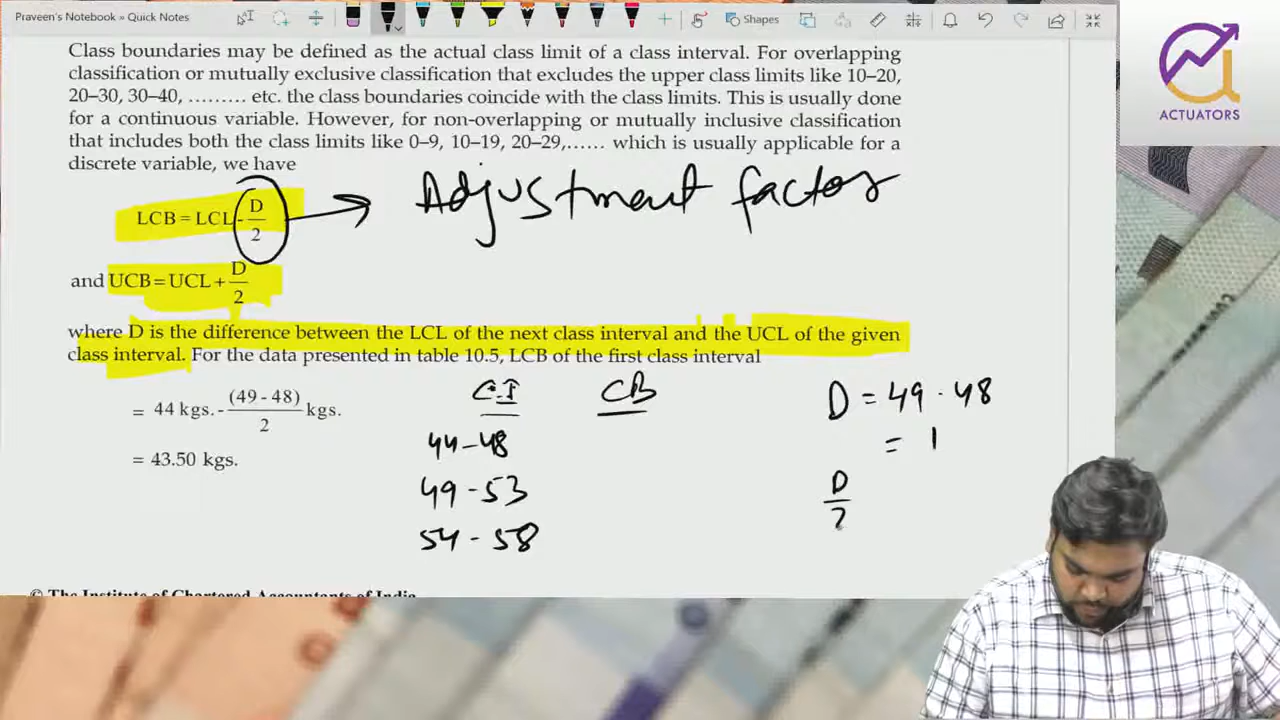 Praveen's Notebook » Quick Notes
Shapes
ACTUATORS
Class boundaries may be defined as the actual class limit of a class interval. For overlapping
classification or mutually exclusive classification that excludes the upper class limits like 10–20,
20–30, 30–40, ......... etc. the class boundaries coincide with the class limits. This is usually done
for a continuous variable. However, for non-overlapping or mutually inclusive classification
that includes both the class limits like 0–9, 10–19, 20–29,...... which is usually applicable for a
discrete variable, we have
Adjustment factor
LCB = LCL - D/2
and UCB = UCL + D/2
where D is the difference between the LCL of the next class interval and the UCL of the given
class interval. For the data presented in table 10.5, LCB of the first class interval
C.I CB D = 49 - 48
= 44 kgs. - (49 - 48)/2 kgs.
44-48 = 1
= 43.50 kgs.
49-53 D/2
54-58
© The Institute of Chartered Accountants of India